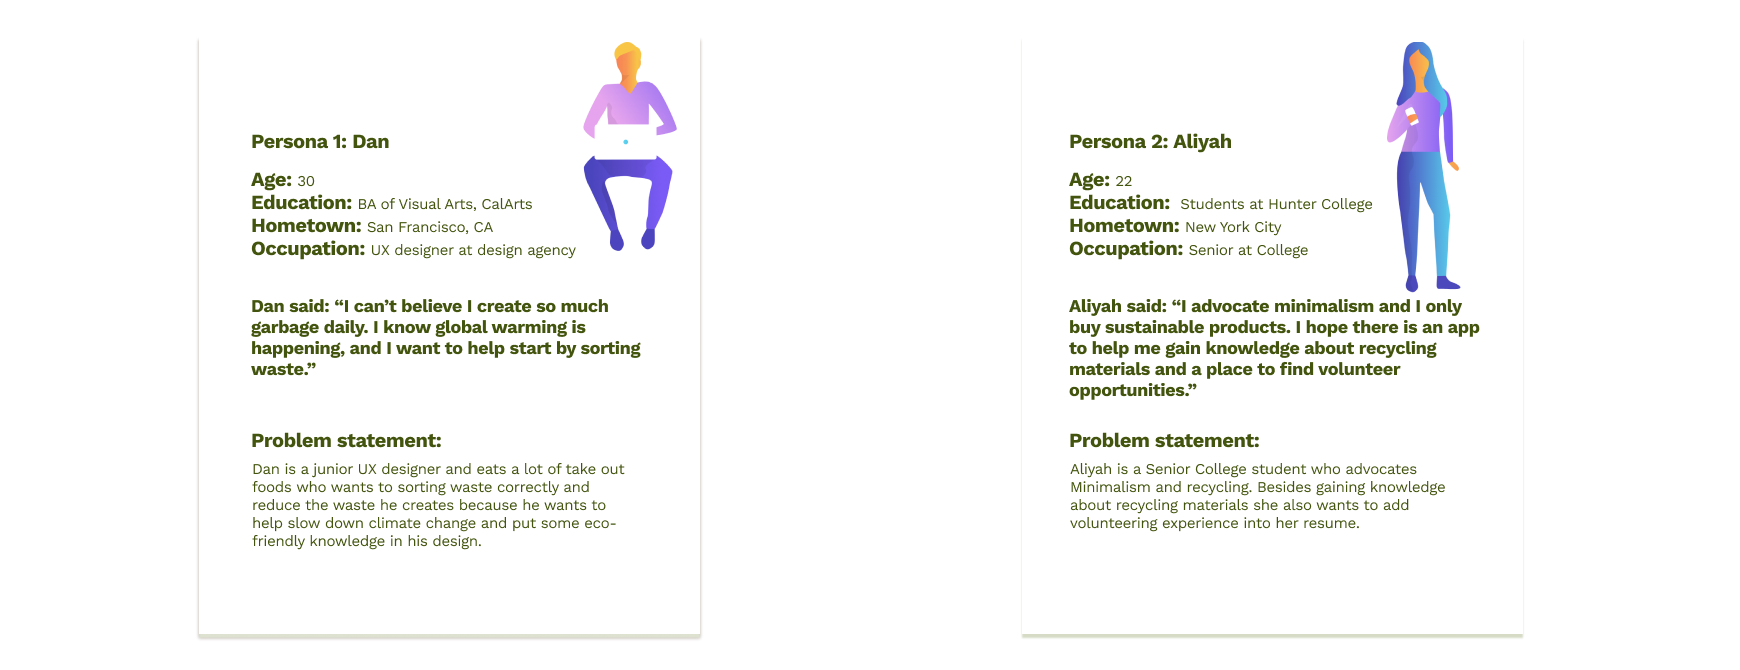 Persona 1: Dan
Age: 30
Education: BA of Visual Arts, CalArts
Hometown: San Francisco, CA
Occupation: UX designer at design agency
Dan said: “I can’t believe I create so much
garbage daily. I know global warming is
happening, and I want to help start by sorting
waste.”
Problem statement:
Dan is a junior UX designer and eats a lot of take out
foods who wants to sorting waste correctly and
reduce the waste he creates because he wants to
help slow down climate change and put some eco-
friendly knowledge in his design.
Persona 2: Aliyah
Age: 22
Education: Students at Hunter College
Hometown: New York City
Occupation: Senior at College
Aliyah said: “I advocate minimalism and I only
buy sustainable products. I hope there is an app
to help me gain knowledge about recycling
materials and a place to find volunteer
opportunities.”
Problem statement:
Aliyah is a Senior College student who advocates
Minimalism and recycling. Besides gaining knowledge
about recycling materials she also wants to add
volunteering experience into her resume.